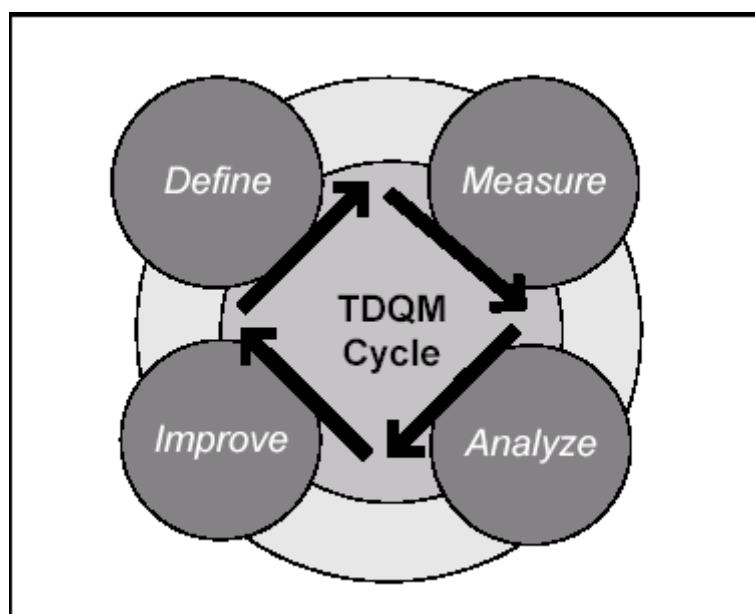 Define
Measure
TDQM
Cycle
Improve
Analyze